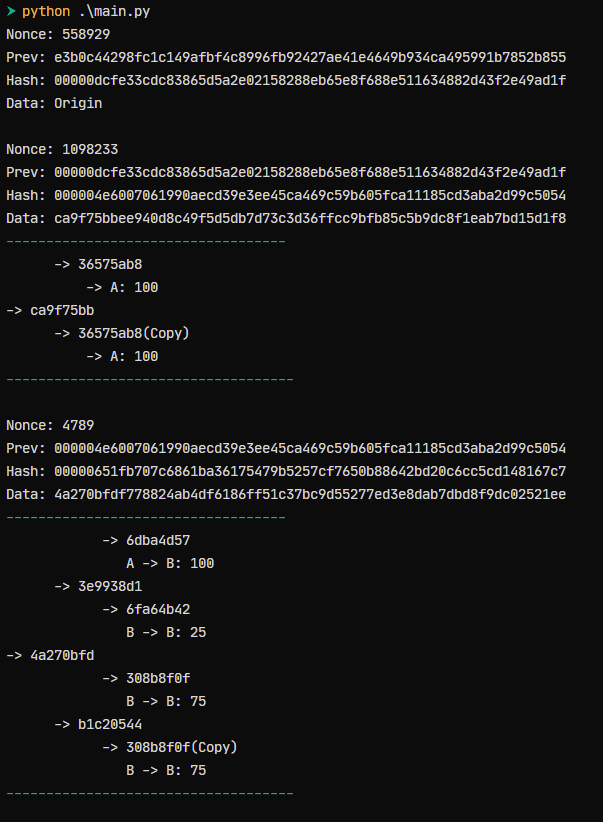 > python .\main.py
Nonce: 558929
Prev: e3b0c44298fc1c149afbf4c8996fb92427ae41e4649b934ca495991b7852b855
Hash: 00000dcfe33cdc83865d5a2e02158288eb65e8f688e511634882d43f2e49ad1f
Data: Origin
Nonce: 1098233
Prev: 00000dcfe33cdc83865d5a2e02158288eb65e8f688e511634882d43f2e49ad1f
Hash: 000004e6007061990aecd39e3ee45ca469c59b605fca11185cd3aba2d99c5054
Data: ca9f75bbee940d8c49f5d5db7d73c3d36ffcc9bfb85c5b9dc8f1eab7bd15d1f8
-----------------------------------
-> 36575ab8
-> A: 100
-> ca9f75bb
-> 36575ab8(Copy)
-> A: 100
------------------------------------
Nonce: 4789
Prev: 000004e6007061990aecd39e3ee45ca469c59b605fca11185cd3aba2d99c5054
Hash: 00000651fb707c6861ba36175479b5257cf7650b88642bd20c6cc5cd148167c7
Data: 4a270bfdf778824ab4df6186ff51c37bc9d55277ed3e8dab7dbd8f9dc02521ee
-----------------------------------
-> 6dba4d57
A -> B: 100
-> 3e9938d1
-> 6fa64b42
B -> B: 25
-> 4a270bfd
-> 308b8f0f
B -> B: 75
-> b1c20544
-> 308b8f0f(Copy)
B -> B: 75
------------------------------------